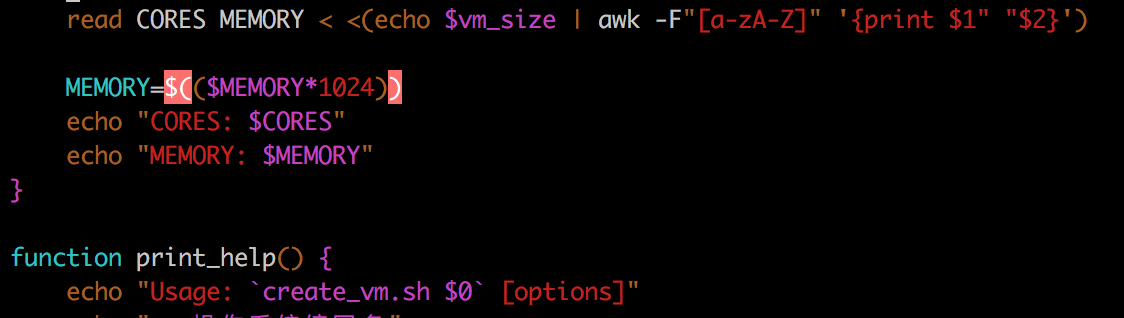 read CORES MEMORY < <(echo $vm_size | awk -F"[a-zA-Z]" '{print $1" "$2}')
MEMORY=$(($MEMORY*1024))
echo "CORES: $CORES"
echo "MEMORY: $MEMORY"
}
function print_help() {
echo "Usage: `create_vm.sh $0` [options]"